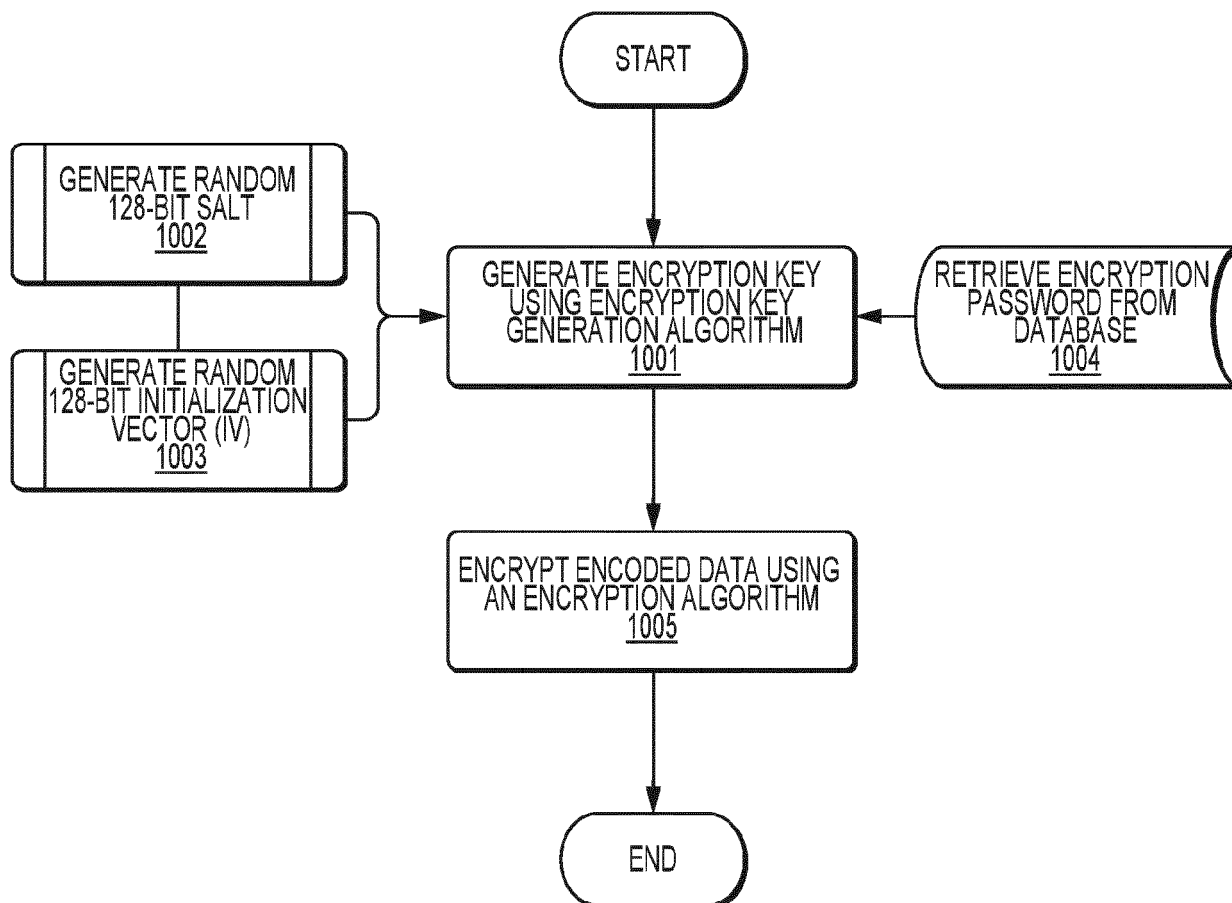 START
GENERATE RANDOM
128-BIT SALT
1002
GENERATE RANDOM
128-BIT INITIALIZATION
VECTOR (IV)
1003
GENERATE ENCRYPTION KEY
USING ENCRYPTION KEY
GENERATION ALGORITHM
1001
RETRIEVE ENCRYPTION
PASSWORD FROM
DATABASE
1004
ENCRYPT ENCODED DATA USING
AN ENCRYPTION ALGORITHM
1005
END